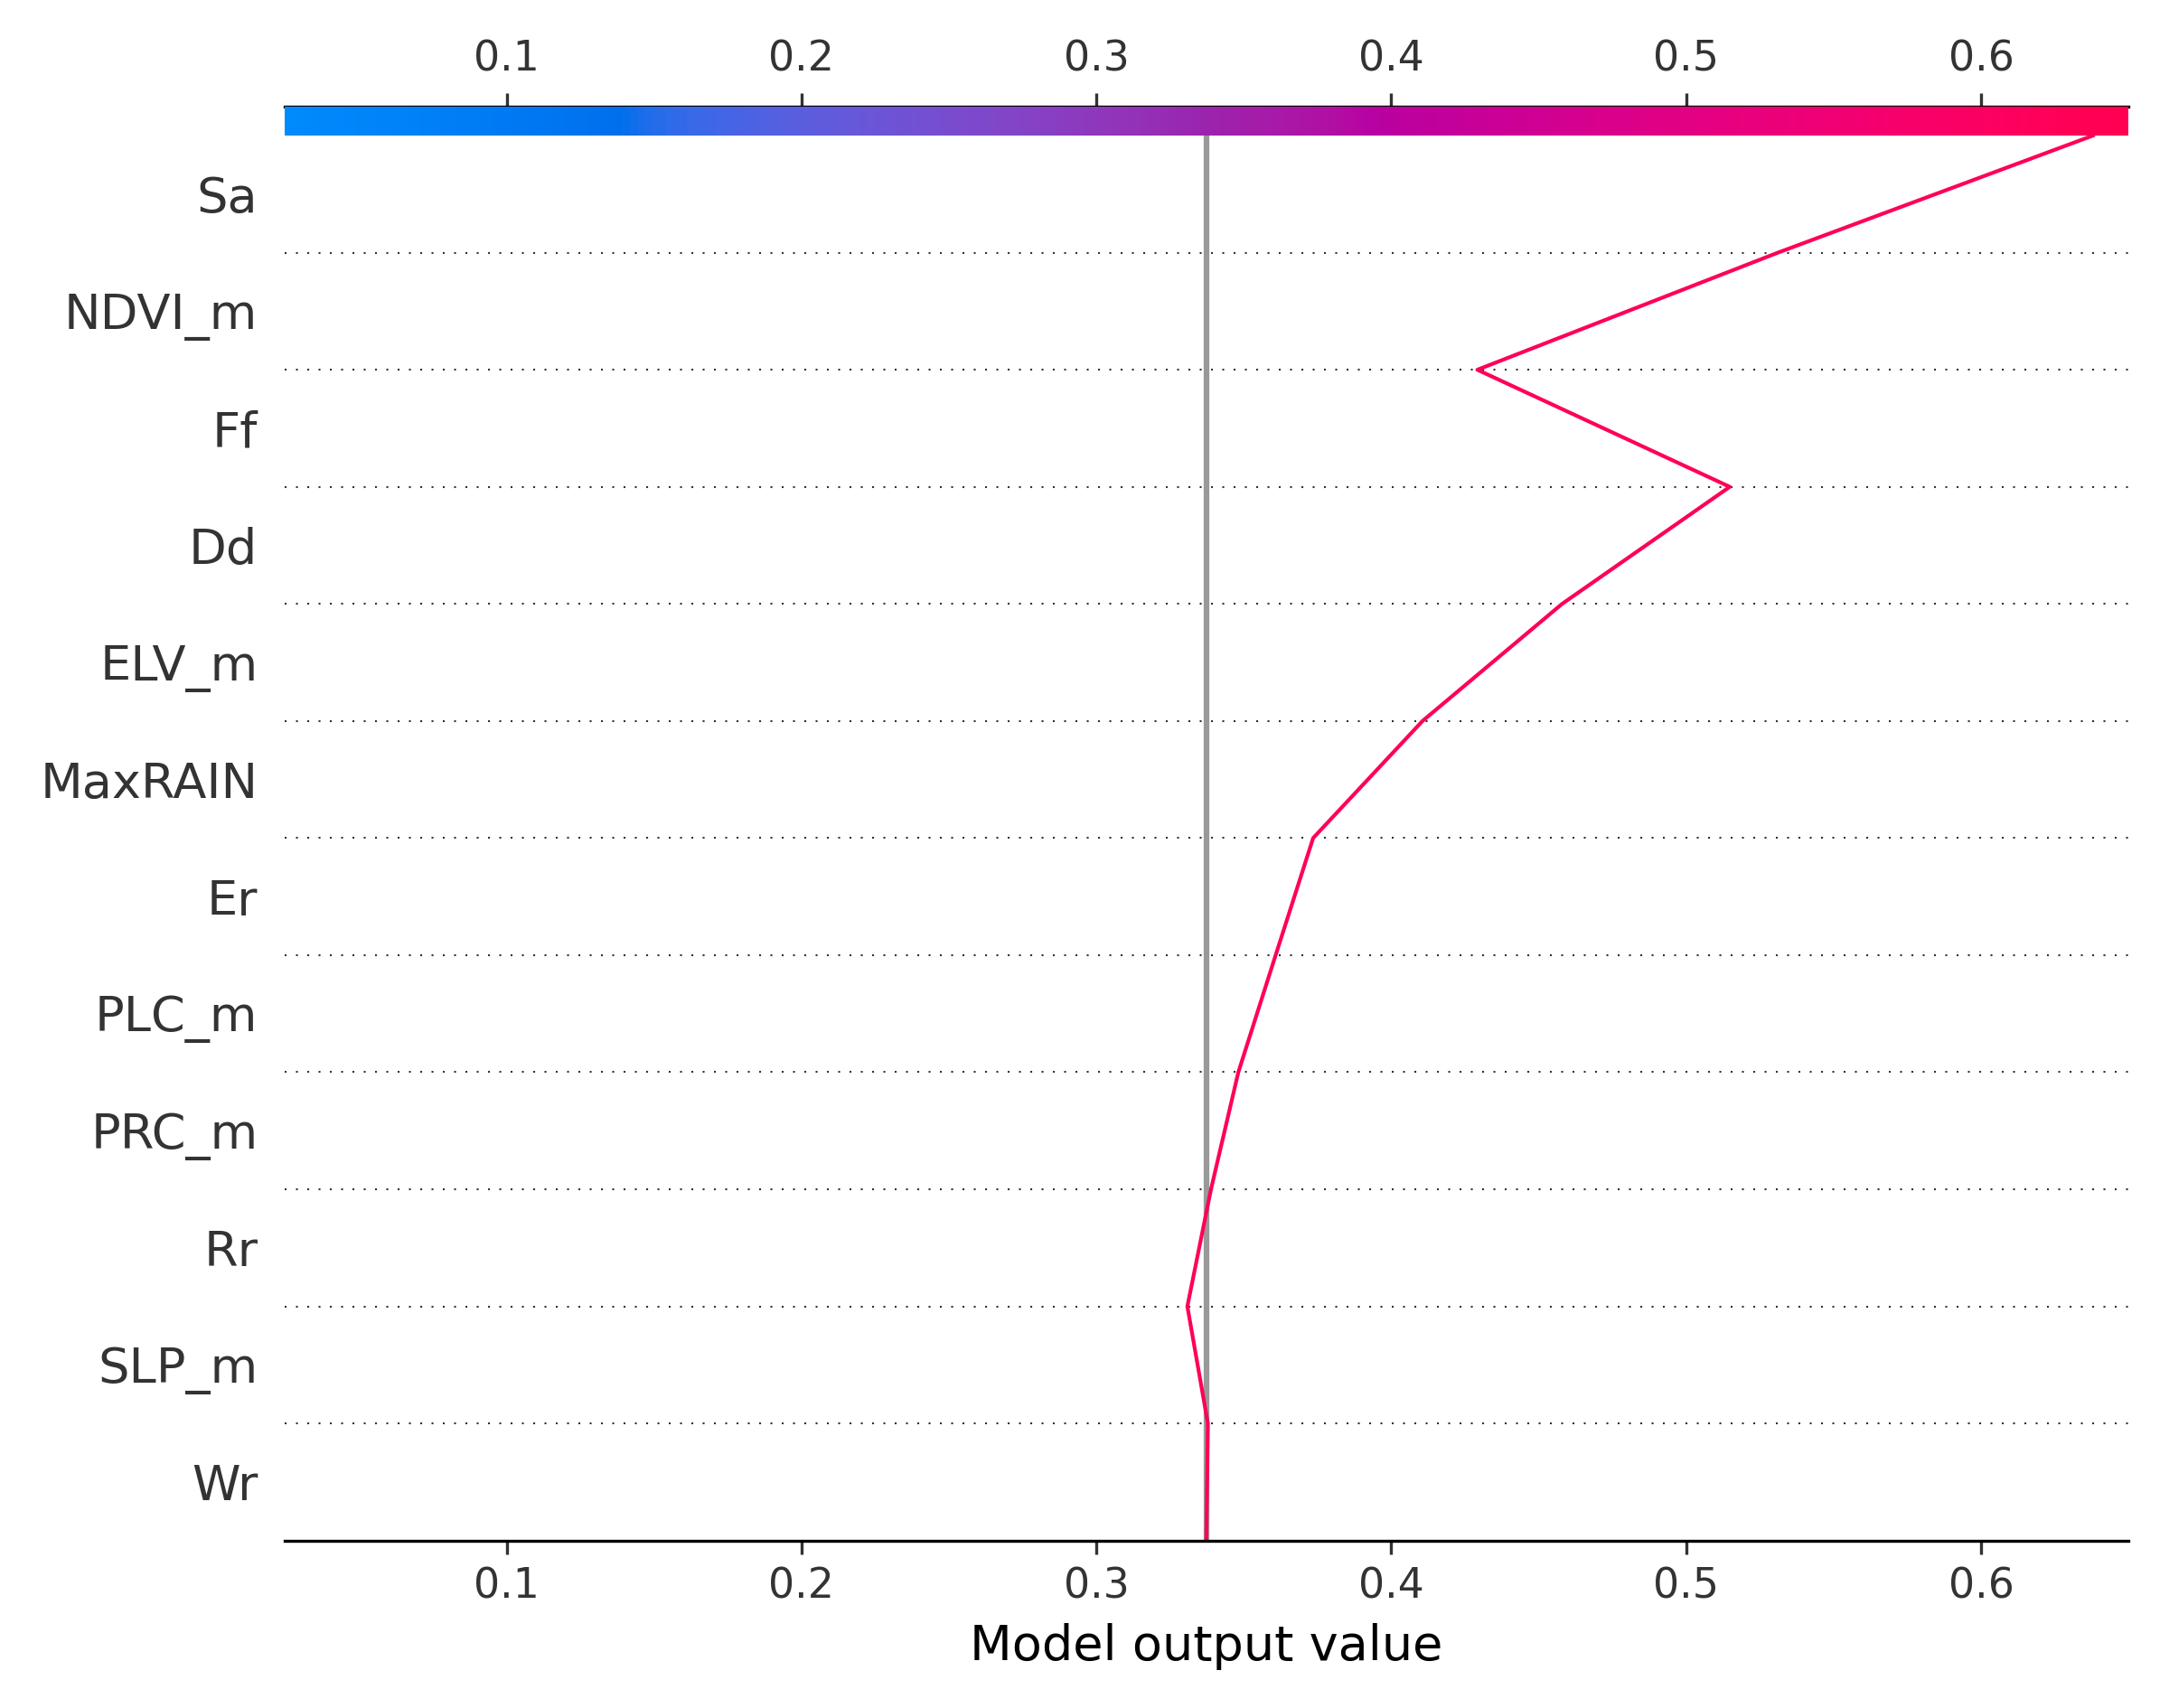 0.1 0.2 0.3 0.4 0.5 0.6
Sa
NDVI_m
Ff
Dd
ELV_m
MaxRAIN
Er
PLC_m
PRC_m
Rr
SLP_m
Wr
0.1 0.2 0.3 0.4 0.5 0.6
Model output value